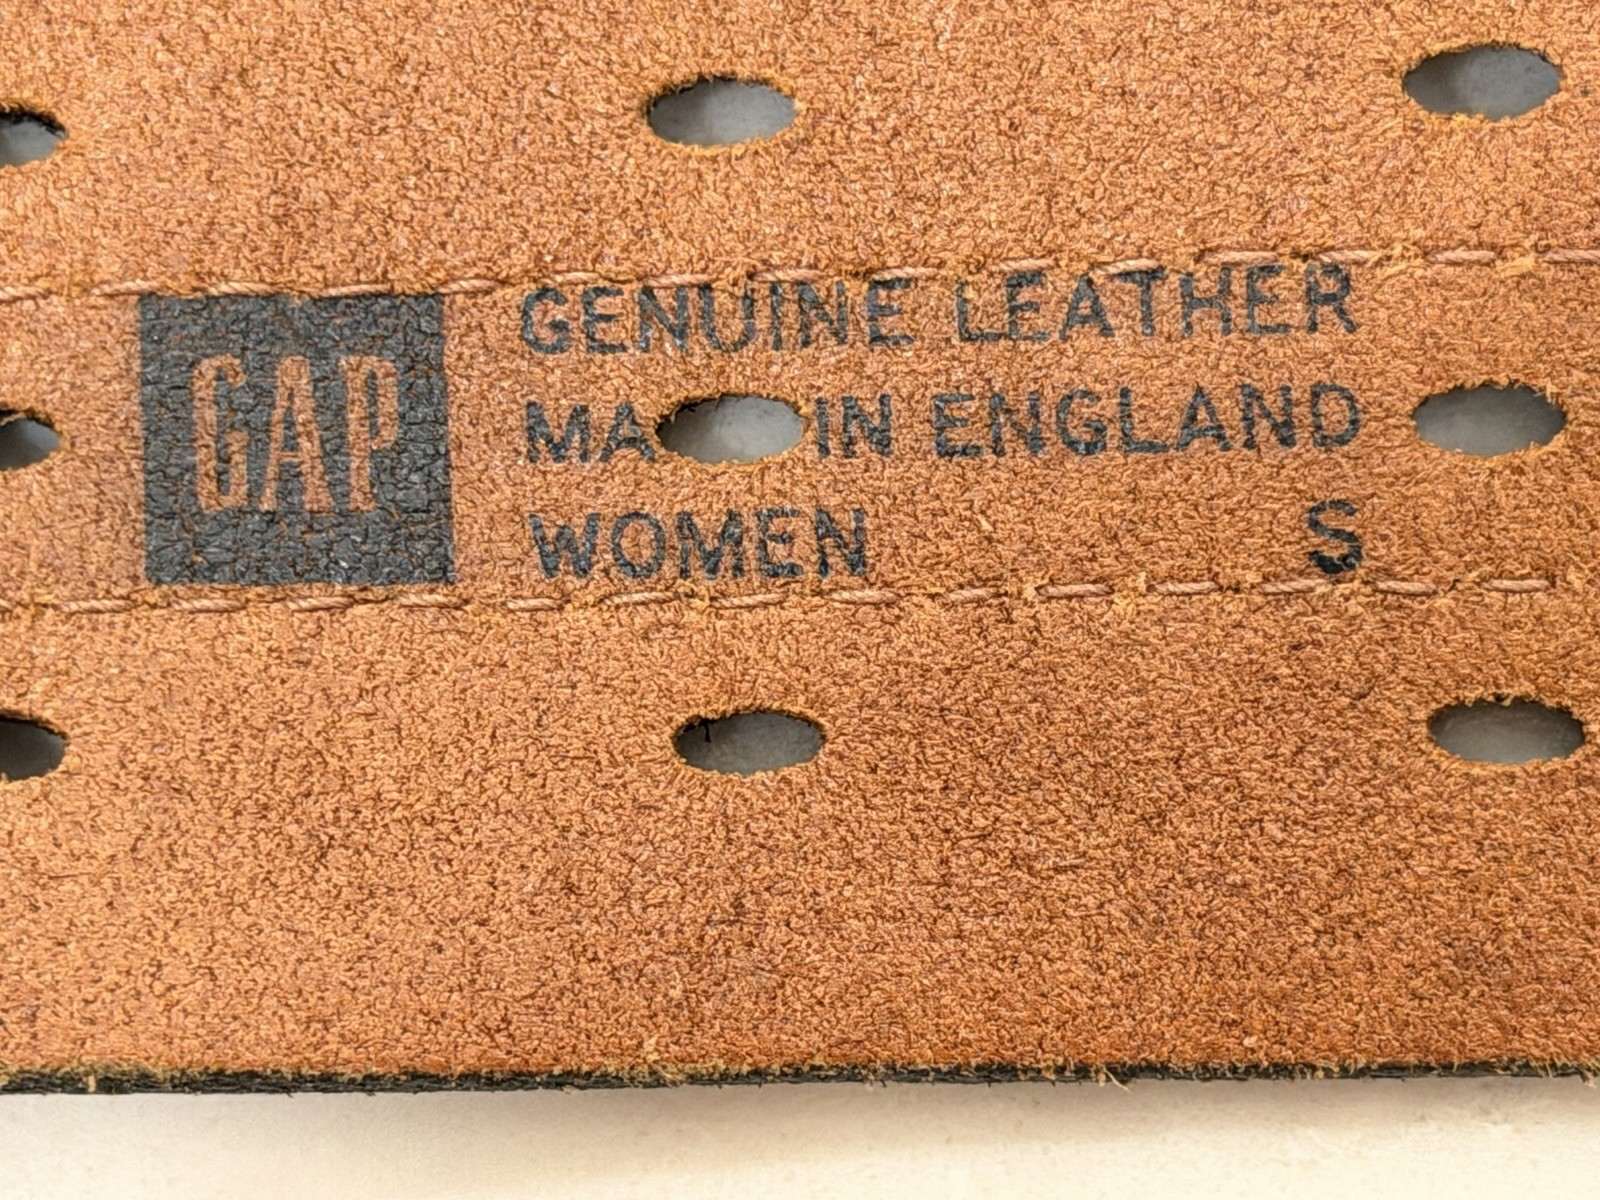 GAP
GENUINE LEATHER
MA IN ENGLAND
WOMEN S